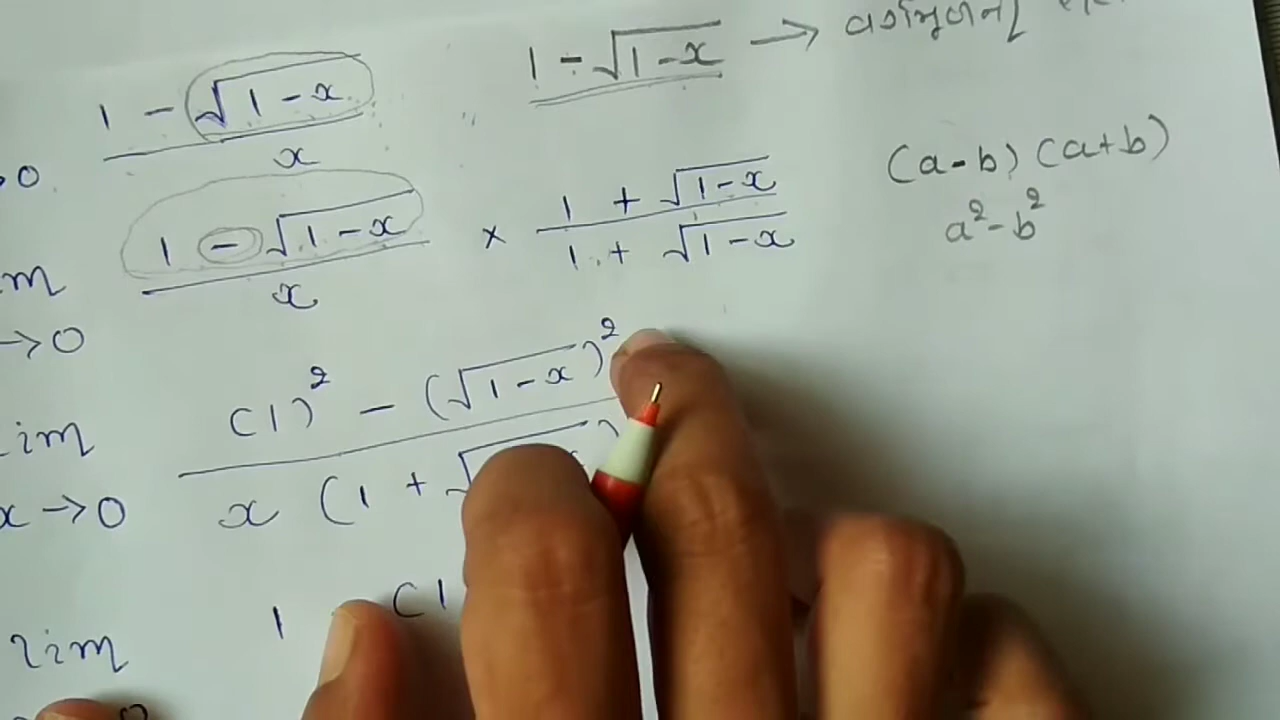 1 - √1-x → વર્ગમૂળની
1 - √1-x
→0 x
1 - √1-x × 1 + √1-x (a-b) (a+b)
im x 1 + √1-x a² - b²
→0
(1)² - (√1-x)²
im x (1 + √
x→0
1 (1
lim